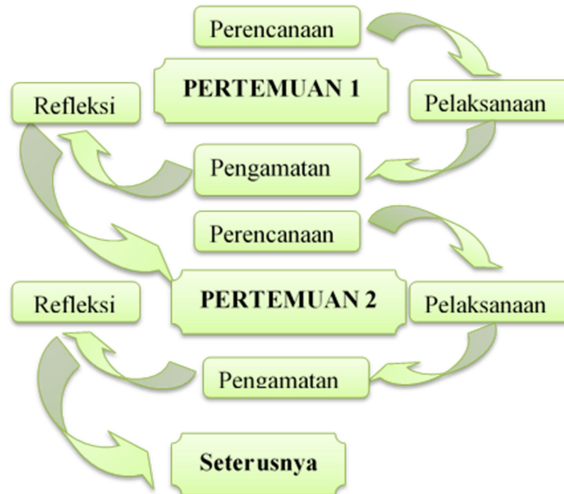 Perencanaan
PERTEMUAN 1
Refleksi
Pelaksanaan
Pengamatan
Perencanaan
Refleksi
PERTEMUAN 2
Pelaksanaan
Pengamatan
Seterusnya